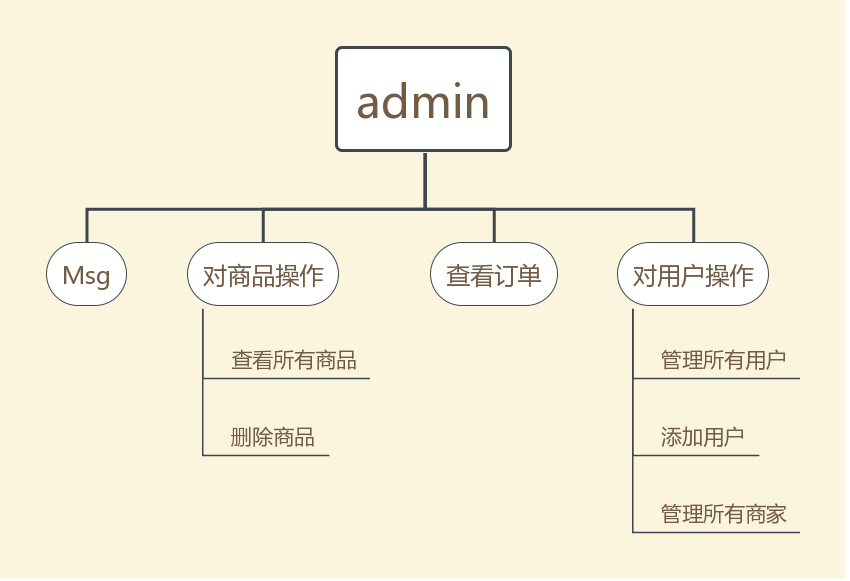 admin
Msg
对商品操作
查看订单
对用户操作
查看所有商品
管理所有用户
删除商品
添加用户
管理所有商家